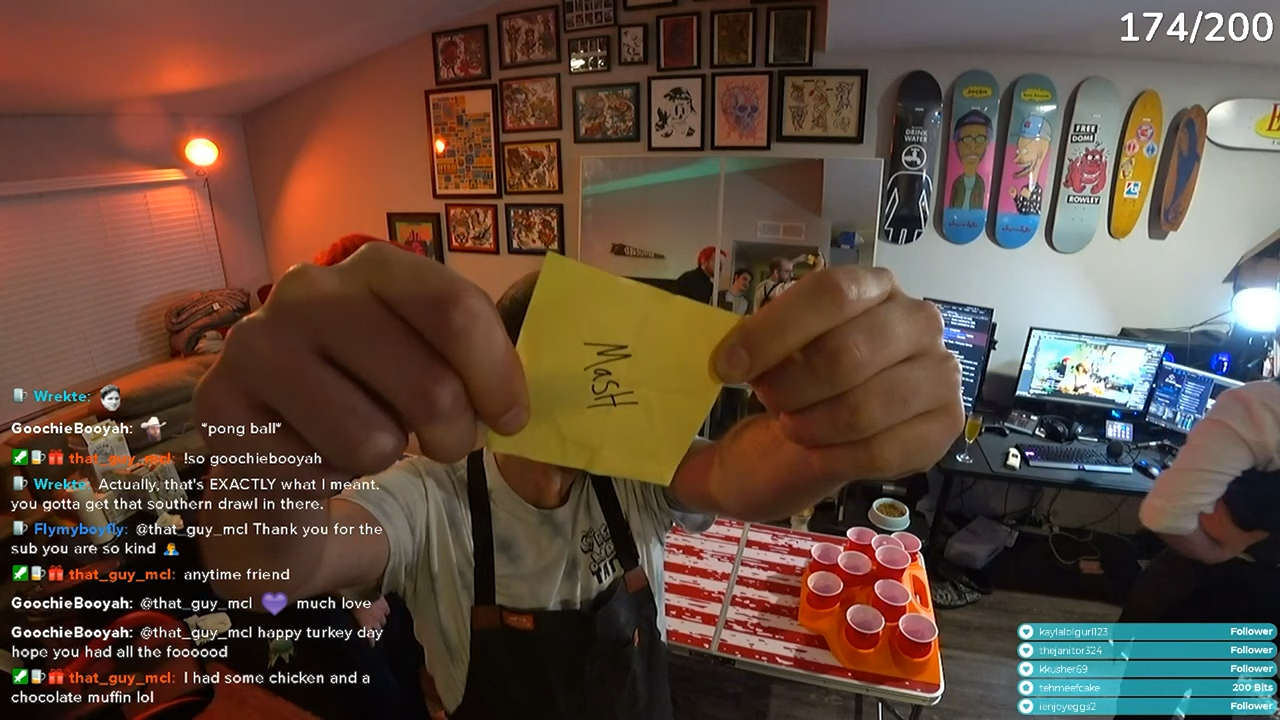 174/200
DRINK
WATER
FREE
DOME
ROWLEY
MasH
Wrekte:
GoochieBooyah: *pong ball*
that_guy_mcl: !so goochiebooyah
Wrekte: Actually, that's EXACTLY what I meant.
you gotta get that southern drawl in there.
Flymyboyfly: @that_guy_mcl Thank you for the
sub you are so kind
that_guy_mcl: anytime friend
GoochieBooyah: @that_guy_mcl much love
GoochieBooyah: @that_guy_mcl happy turkey day
hope you had all the foooood
that_guy_mcl: I had some chicken and a
chocolate muffin lol
kaylalolgurl123 Follower
thejanitor324 Follower
kkusher69 Follower
tehmeefcake 200 Bits
ienjoyeggs2 Follower